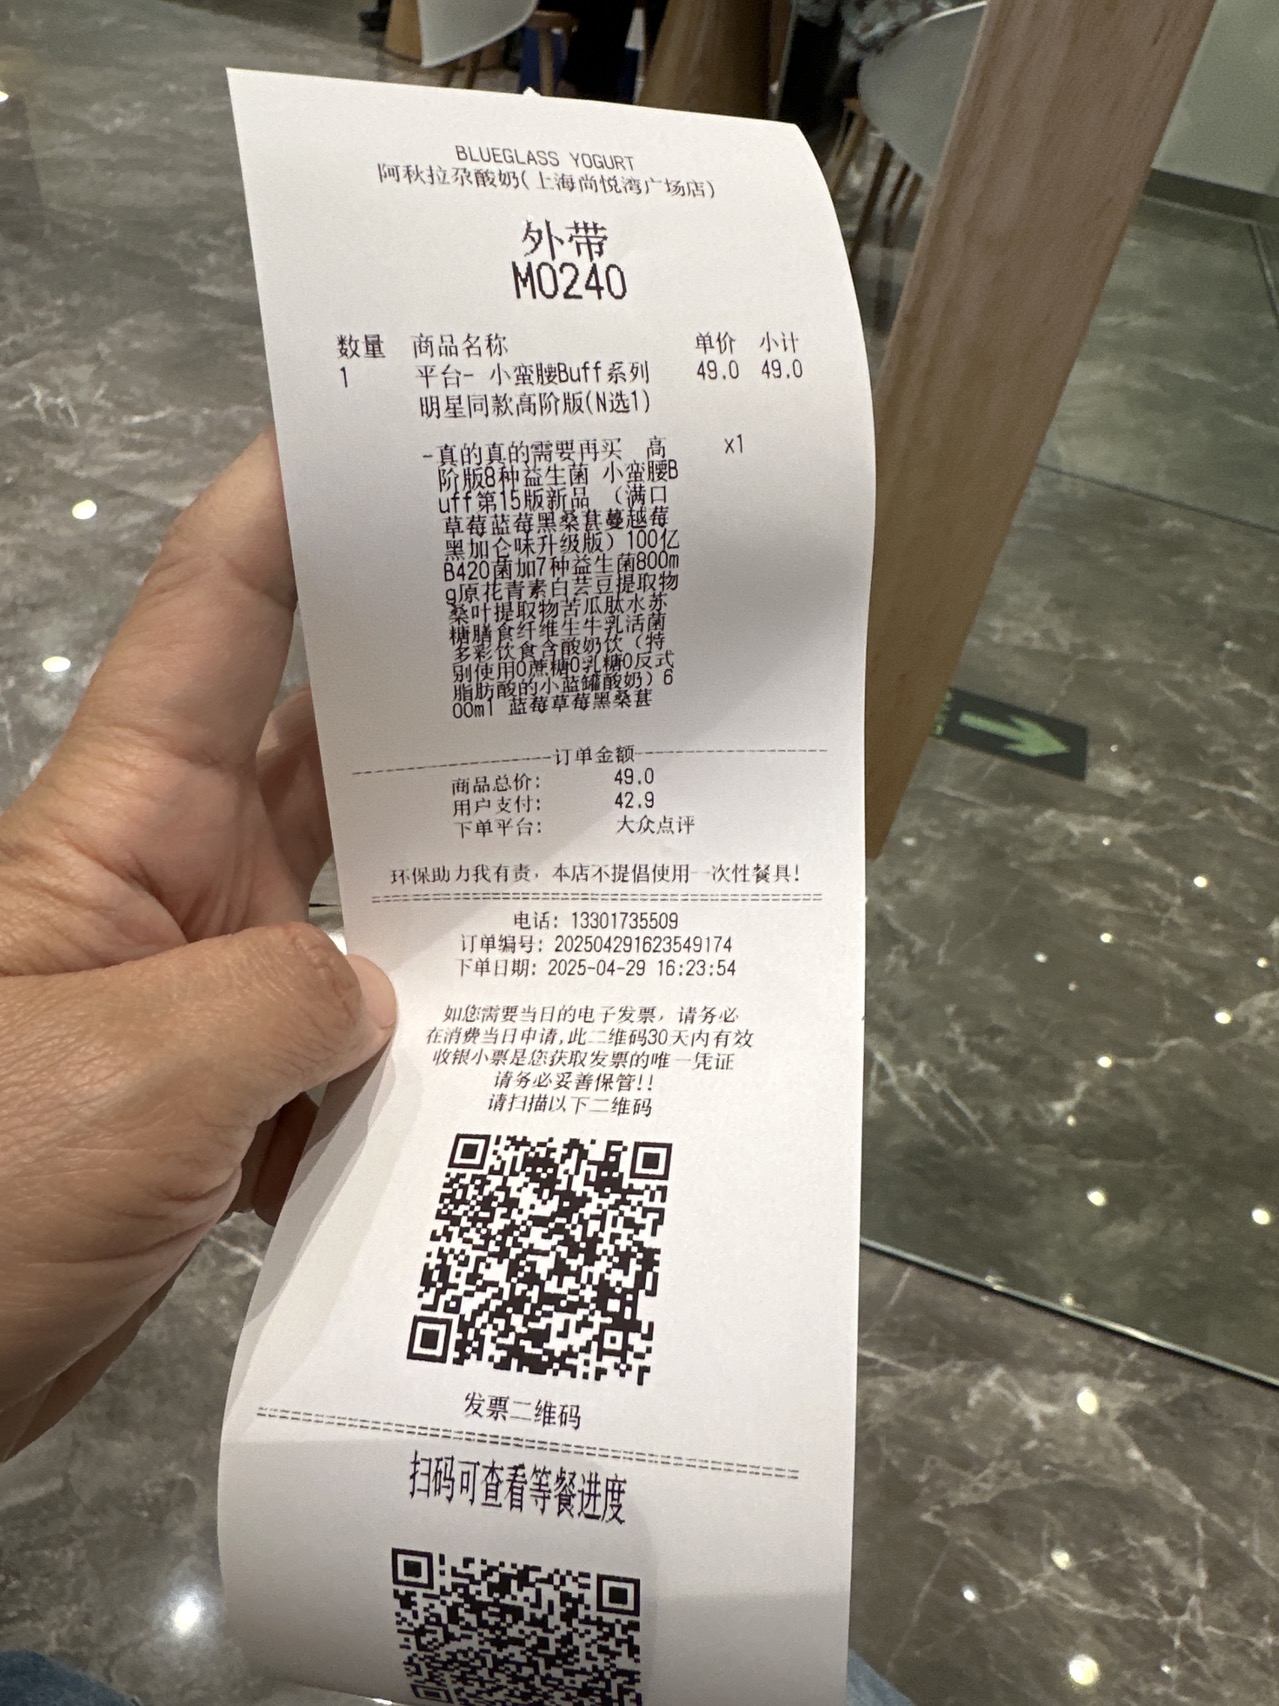 BLUEGLASS YOGURT
阿秋拉尕酸奶(上海尚悦湾广场店)
外带
M0240
数量 商品名称 单价 小计
1 平台- 小蛮腰Buff系列 49.0 49.0
明星同款高阶版(N选1)
-真的真的需要再买 高 x1
阶版8种益生菌 小蛮腰B
uff第15版新品 (满口
草莓蓝莓黑桑葚蔓越莓
黑加仑味升级版) 100亿
B420菌加7种益生菌800m
g原花青素白芸豆提取物
桑叶提取物苦瓜肽水苏
糖膳食纤维生牛乳活菌
多彩饮食含酸奶饮 (特
别使用0蔗糖0乳糖0反式
脂肪酸的小蓝罐酸奶) 6
00ml 蓝莓草莓黑桑葚
订单金额
商品总价: 49.0
用户支付: 42.9
下单平台: 大众点评
环保助力我有责，本店不提倡使用一次性餐具!
电话: 13301735509
订单编号: 202504291623549174
下单日期: 2025-04-29 16:23:54
如您需要当日的电子发票，请务必
在消费当日申请,此二维码30天内有效
收银小票是您获取发票的唯一凭证
请务必妥善保管!!
请扫描以下二维码
发票二维码
扫码可查看等餐进度